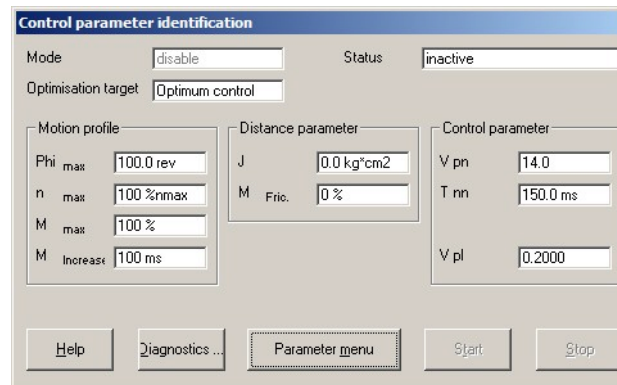 Control parameter identification
Mode disable Status inactive
Optimisation target Optimum control
Motion profile Distance parameter Control parameter
Phi max 100.0 rev J 0.0 kg*cm2 V pn 14.0
n max 100 %nmax M Fric. 0 % T nn 150.0 ms
M max 100 %
M Increase 100 ms V pl 0.2000
Help Diagnostics ... Parameter menu Start Stop